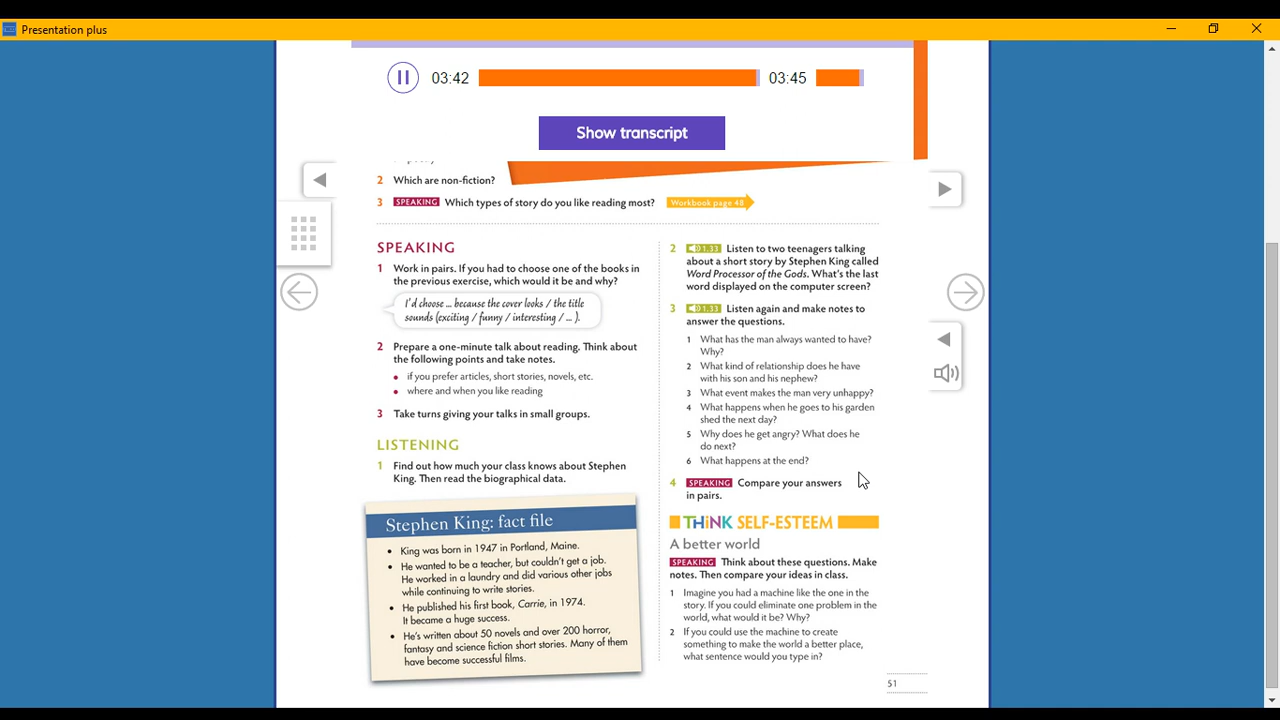 Presentation plus
03:42
03:45
Show transcript
2 Which are non-fiction?
3 SPEAKING Which types of story do you like reading most? Workbook page 48
SPEAKING
1 Work in pairs. If you had to choose one of the books in
the previous exercise, which would it be and why?
I'd choose ... because the cover looks / the title
sounds (exciting / funny / interesting / ... ).
2 Prepare a one-minute talk about reading. Think about
the following points and take notes.
• if you prefer articles, short stories, novels, etc.
• where and when you like reading
3 Take turns giving your talks in small groups.
LISTENING
1 Find out how much your class knows about Stephen
King. Then read the biographical data.
Stephen King: fact file
• King was born in 1947 in Portland, Maine.
• He wanted to be a teacher, but couldn't get a job.
He worked in a laundry and did various other jobs
while continuing to write stories.
• He published his first book, Carrie, in 1974.
It became a huge success.
• He's written about 50 novels and over 200 horror,
fantasy and science fiction short stories. Many of them
have become successful films.
2 1.33 Listen to two teenagers talking
about a short story by Stephen King called
Word Processor of the Gods. What's the last
word displayed on the computer screen?
3 1.33 Listen again and make notes to
answer the questions.
1 What has the man always wanted to have?
Why?
2 What kind of relationship does he have
with his son and his nephew?
3 What event makes the man very unhappy?
4 What happens when he goes to his garden
shed the next day?
5 Why does he get angry? What does he
do next?
6 What happens at the end?
4 SPEAKING Compare your answers
in pairs.
THiNK SELF-ESTEEM
A better world
SPEAKING Think about these questions. Make
notes. Then compare your ideas in class.
1 Imagine you had a machine like the one in the
story. If you could eliminate one problem in the
world, what would it be? Why?
2 If you could use the machine to create
something to make the world a better place,
what sentence would you type in?
51